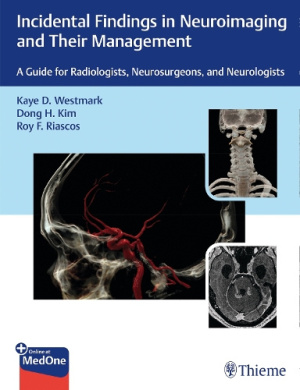 Incidental Findings in Neuroimaging
and Their Management
A Guide for Radiologists, Neurosurgeons, and Neurologists
Kaye D. Westmark
Dong H. Kim
Roy F. Riascos
Online at
MedOne
Thieme